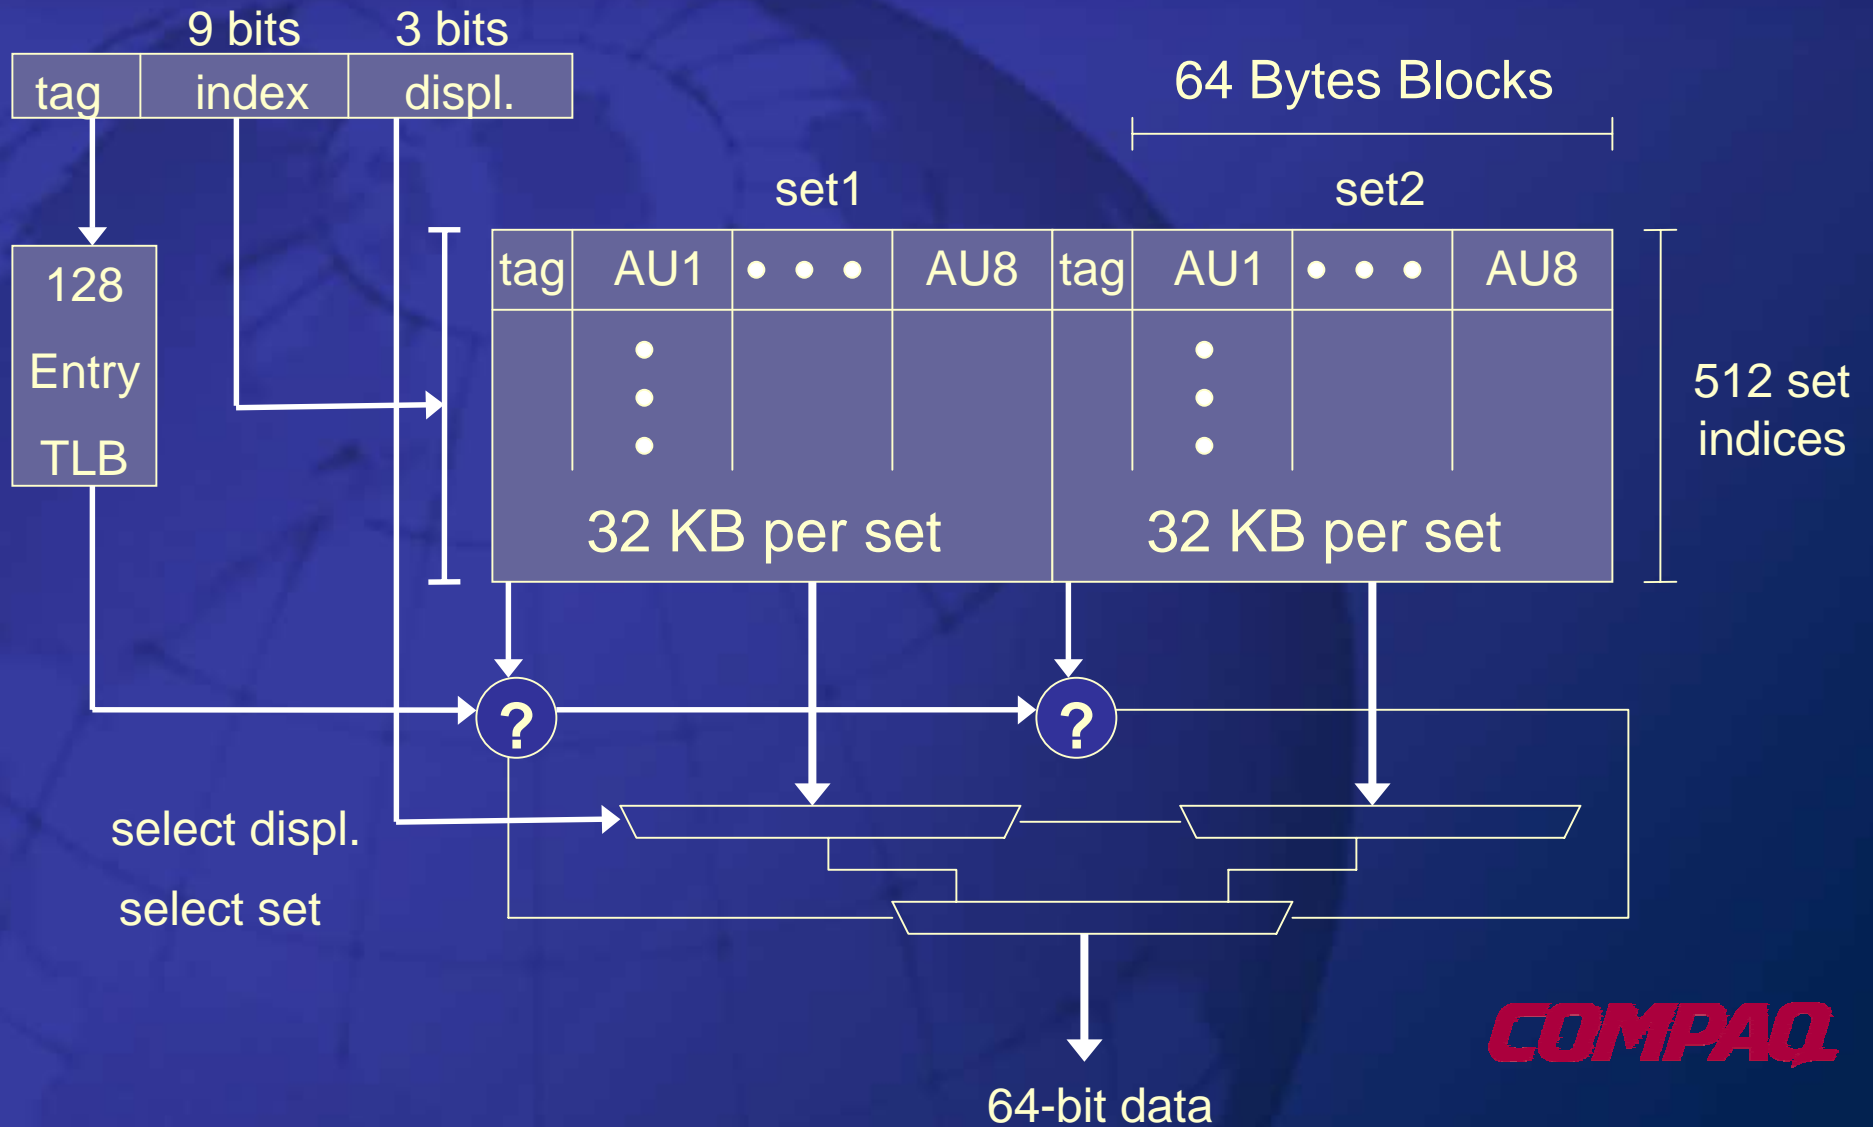 9 bits 3 bits
tag index displ.
64 Bytes Blocks
set1 set2
tag AU1 • • • AU8 tag AU1 • • • AU8
128
Entry
TLB
512 set
indices
32 KB per set 32 KB per set
? ?
select displ.
select set
COMPAQ
64-bit data